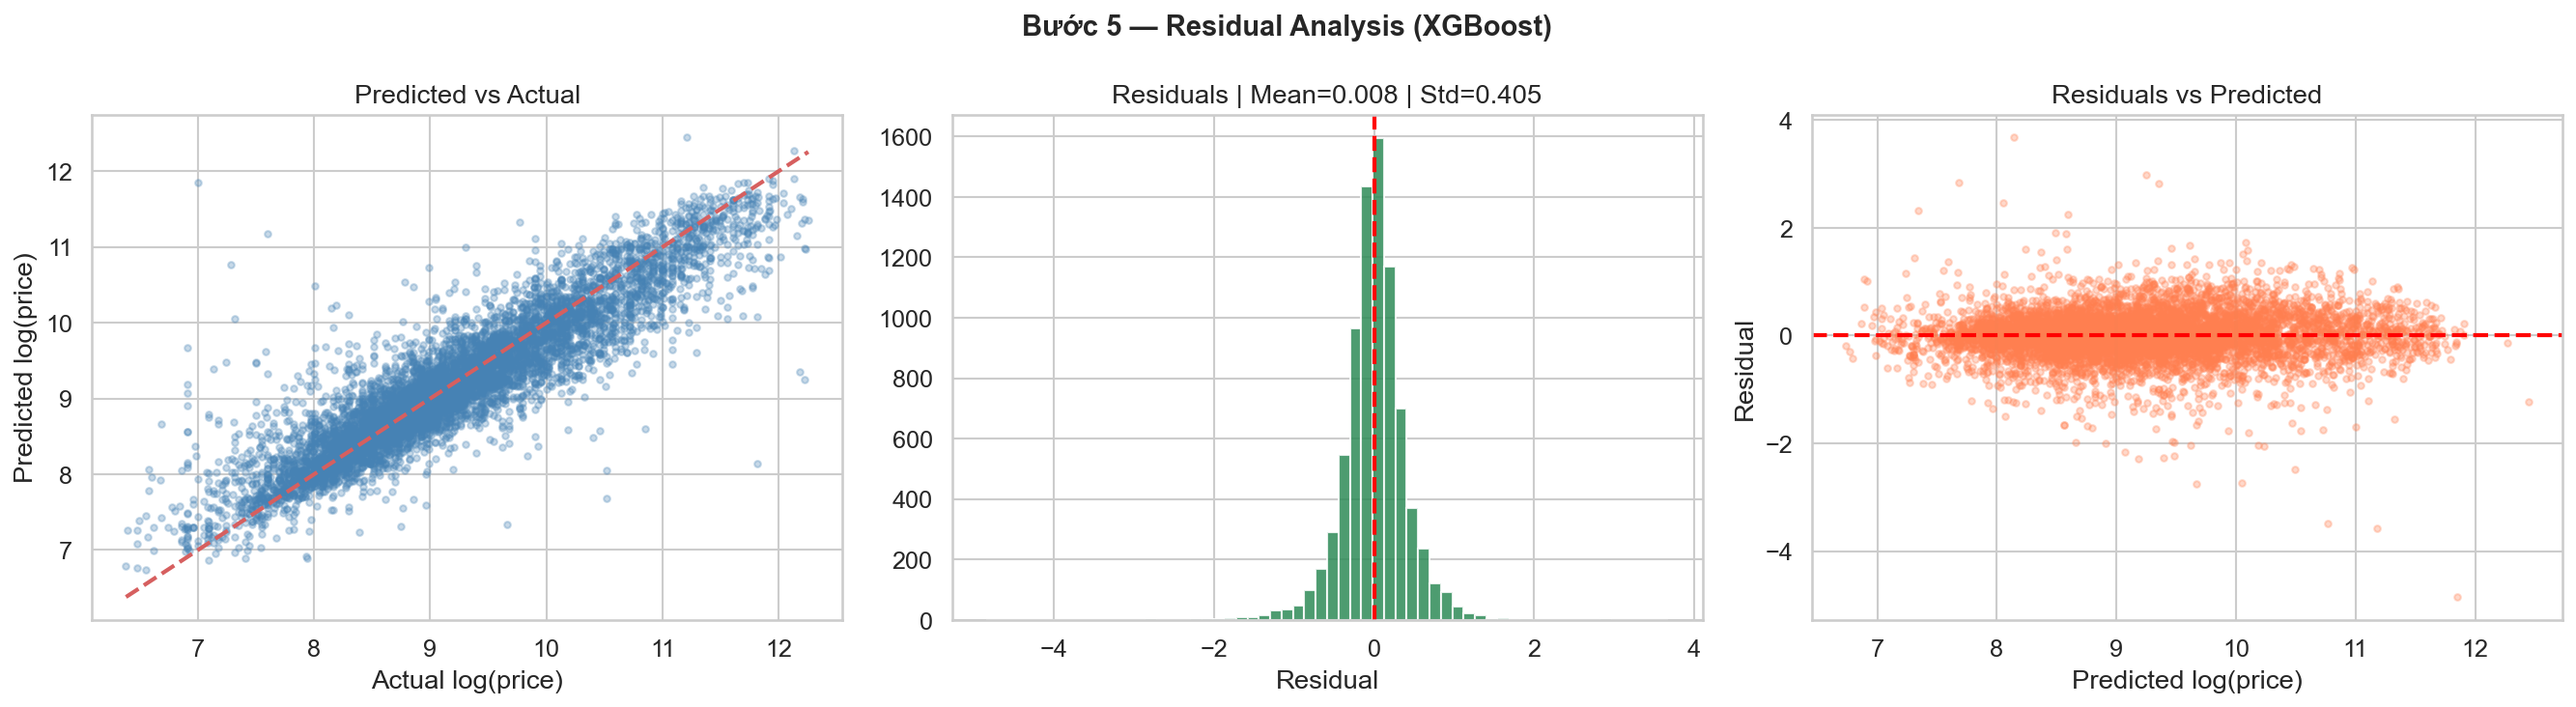 Bước 5 — Residual Analysis (XGBoost)
Predicted vs Actual
Predicted log(price)
12
11
10
9
8
7
7 8 9 10 11 12
Actual log(price)
Residuals | Mean=0.008 | Std=0.405
1600
1400
1200
1000
800
600
400
200
0
−4 −2 0 2 4
Residual
Residuals vs Predicted
Residual
4
2
0
−2
−4
7 8 9 10 11 12
Predicted log(price)